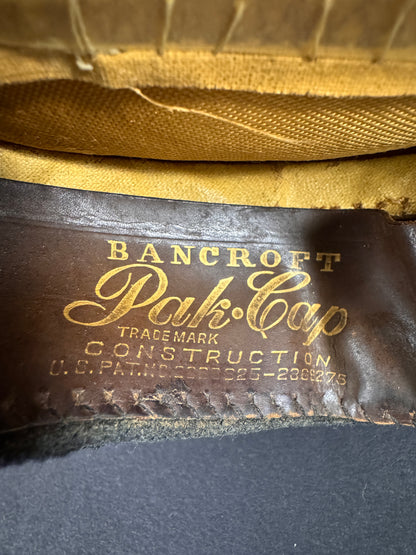 BANCROFT
Pak-Cap
TRADE MARK
CONSTRUCTION
U.S. PAT. NO.